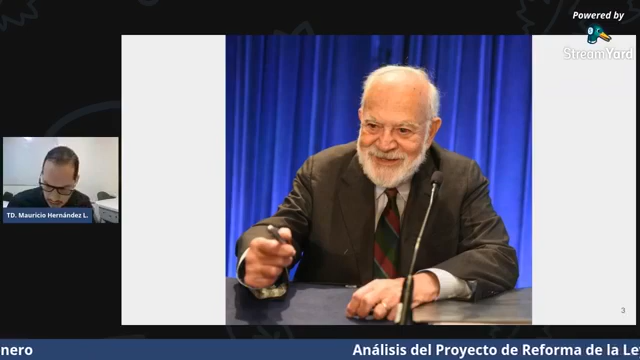 Powered by
StreamYard
TD. Mauricio Hernández L.
3
nero
Análisis del Proyecto de Reforma de la Le